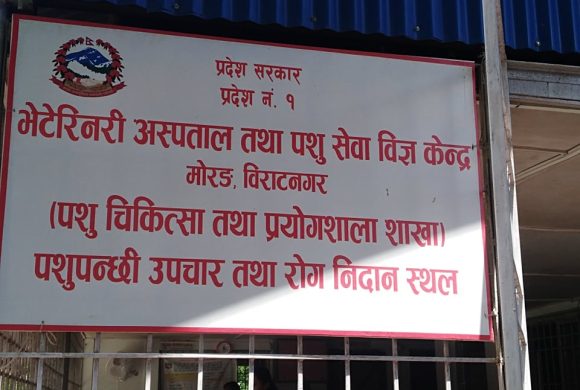 प्रदेश सरकार
प्रदेश नं. १
भेटेरिनरी अस्पताल तथा पशु सेवा विज्ञ केन्द्र
मोरङ, विराटनगर
(पशु चिकित्सा तथा प्रयोगशाला शाखा)
पशुपन्छी उपचार तथा रोग निदान स्थल